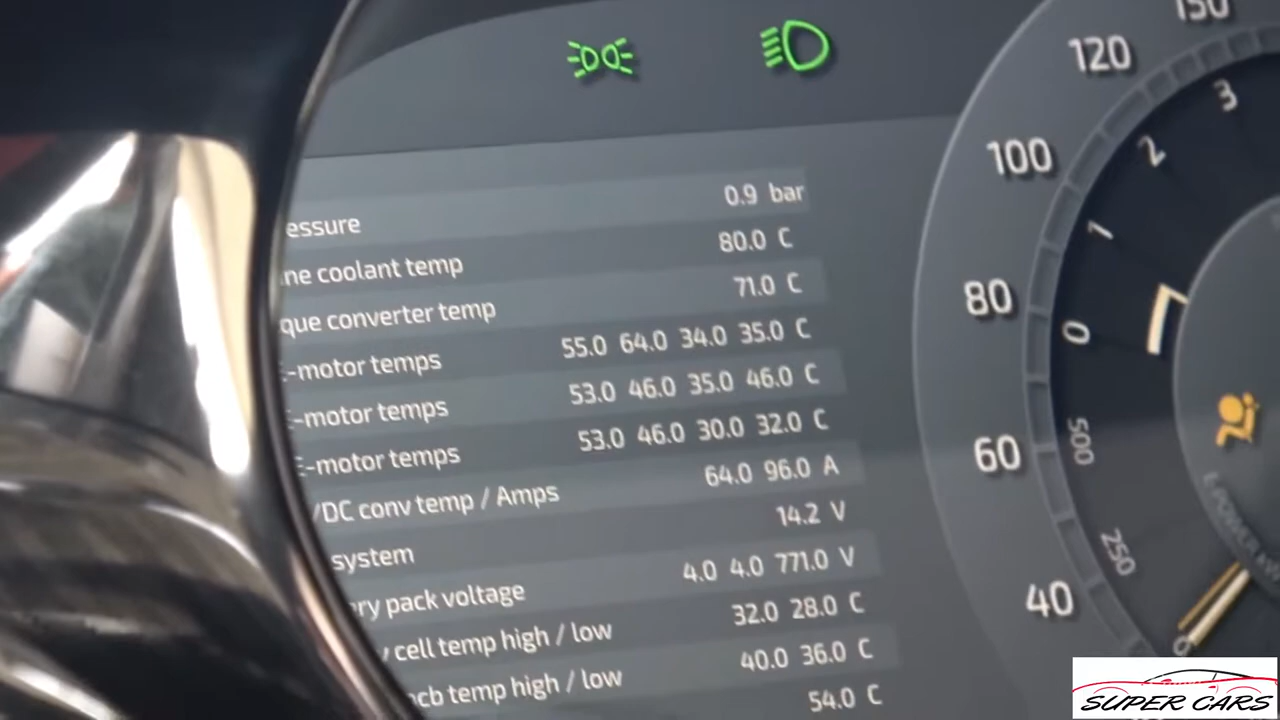 essure 0.9 bar
ne coolant temp 80.0 C
que converter temp 71.0 C
-motor temps 55.0 64.0 34.0 35.0 C
-motor temps 53.0 46.0 35.0 46.0 C
E-motor temps 53.0 46.0 30.0 32.0 C
/DC conv temp / Amps 64.0 96.0 A
system 14.2 V
ry pack voltage 4.0 4.0 771.0 V
cell temp high / low 32.0 28.0 C
cb temp high / low 40.0 36.0 C
54.0 C
150
120
100
80
60
40
3
2
1
0
500
250
SUPER CARS